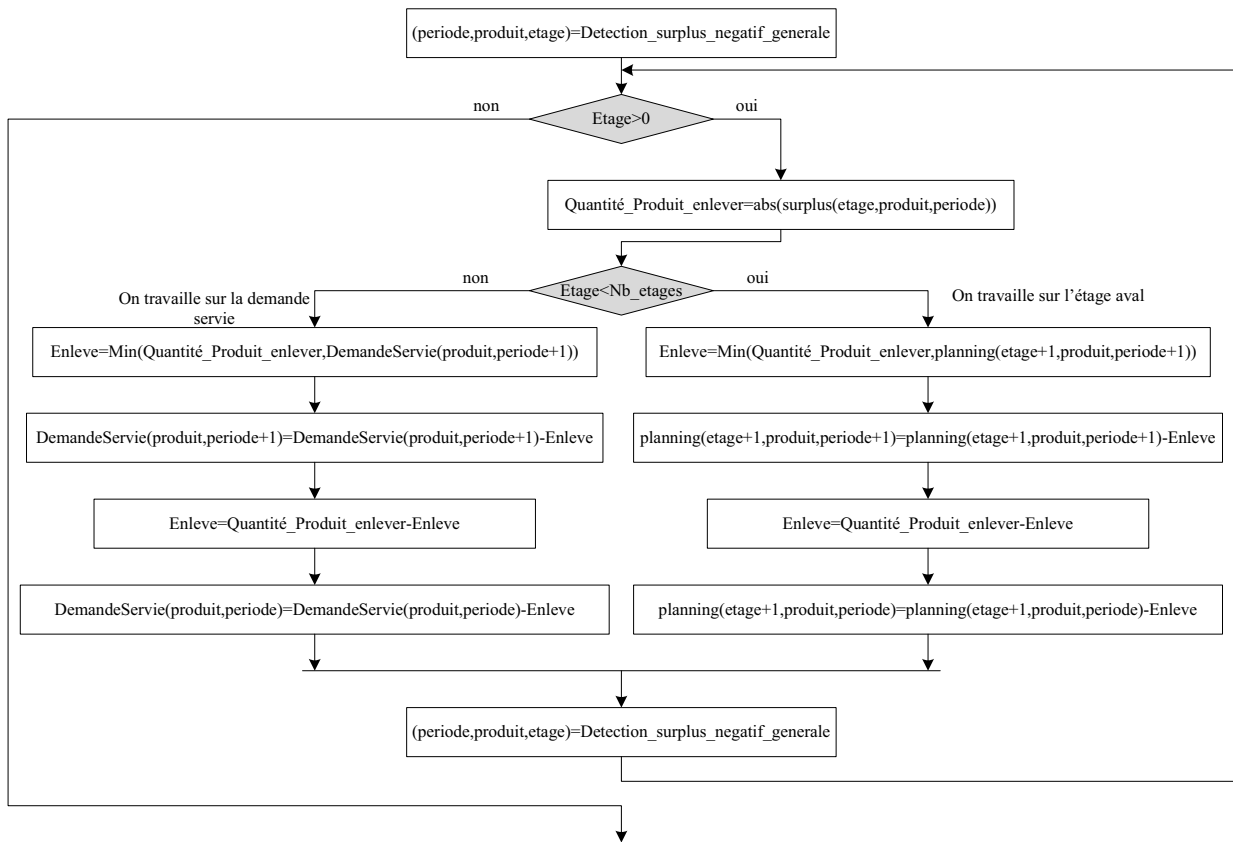 (periode,produit,etage)=Detection_surplus_negatif_generale
non
oui
Etage>0
Quantité_Produit_enlever=abs(surplus(etage,produit,periode))
non
oui
Etage<Nb_etages
On travaille sur la demande
servie
On travaille sur l'étage aval
Enleve=Min(Quantité_Produit_enlever,DemandeServie(produit,periode+1))
Enleve=Min(Quantité_Produit_enlever,planning(etage+1,produit,periode+1))
DemandeServie(produit,periode+1)=DemandeServie(produit,periode+1)-Enleve
planning(etage+1,produit,periode+1)=planning(etage+1,produit,periode+1)-Enleve
Enleve=Quantité_Produit_enlever-Enleve
Enleve=Quantité_Produit_enlever-Enleve
DemandeServie(produit,periode)=DemandeServie(produit,periode)-Enleve
planning(etage+1,produit,periode)=planning(etage+1,produit,periode)-Enleve
(periode,produit,etage)=Detection_surplus_negatif_generale